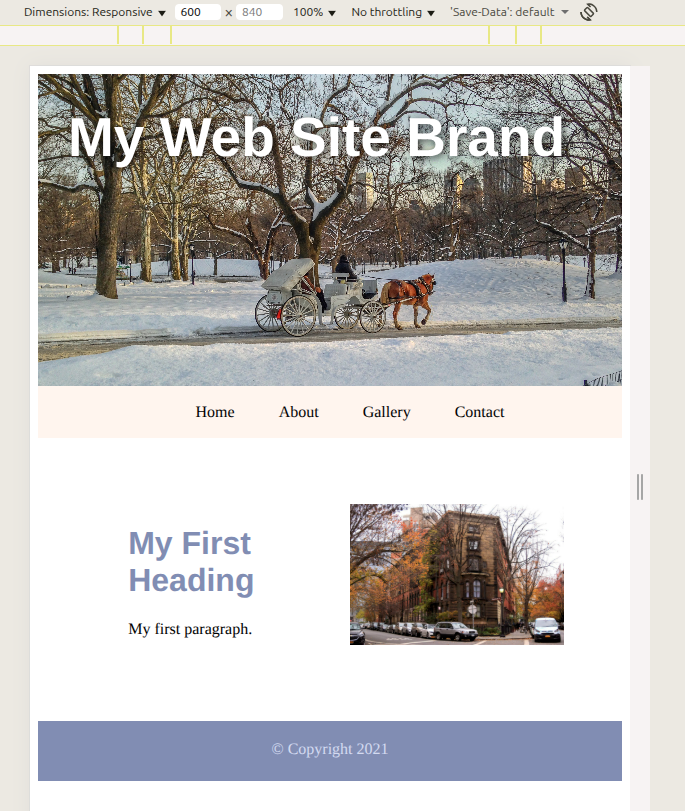 Dimensions: Responsive ▼ 600 x 840 100% ▼ No throttling ▼ 'Save-Data': default ▼
My Web Site Brand
Home About Gallery Contact
My First
Heading
My first paragraph.
© Copyright 2021